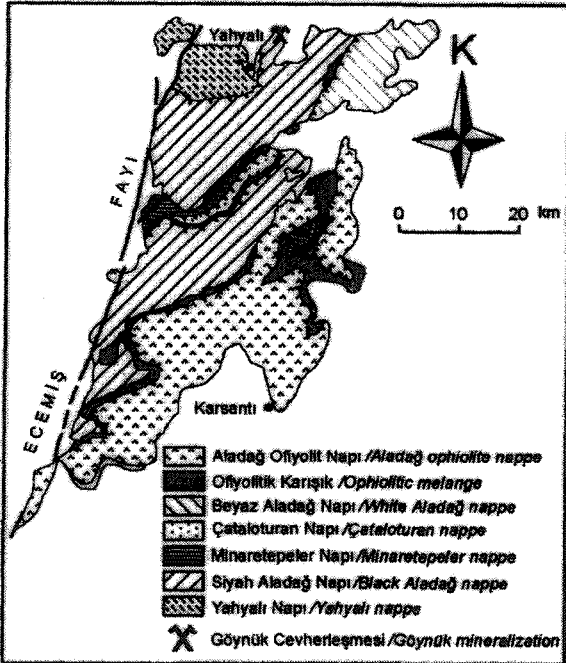 Yahyalı
K
FAYI
0 10 20 km
ECEMİŞ
Karsantı
Aladağ Ofiyolit Napı /Aladağ ophiolite nappe
Ofiyolitik Karışık /Ophiolitic melange
Beyaz Aladağ Napı /White Aladağ nappe
Çataloturan Napı /Çataloturan nappe
Minaretepeler Napı /Minaretepeler nappe
Siyah Aladağ Napı /Black Aladağ nappe
Yahyalı Napı /Yahyalı nappe
Göynük Cevherleşmesi /Göynük mineralization